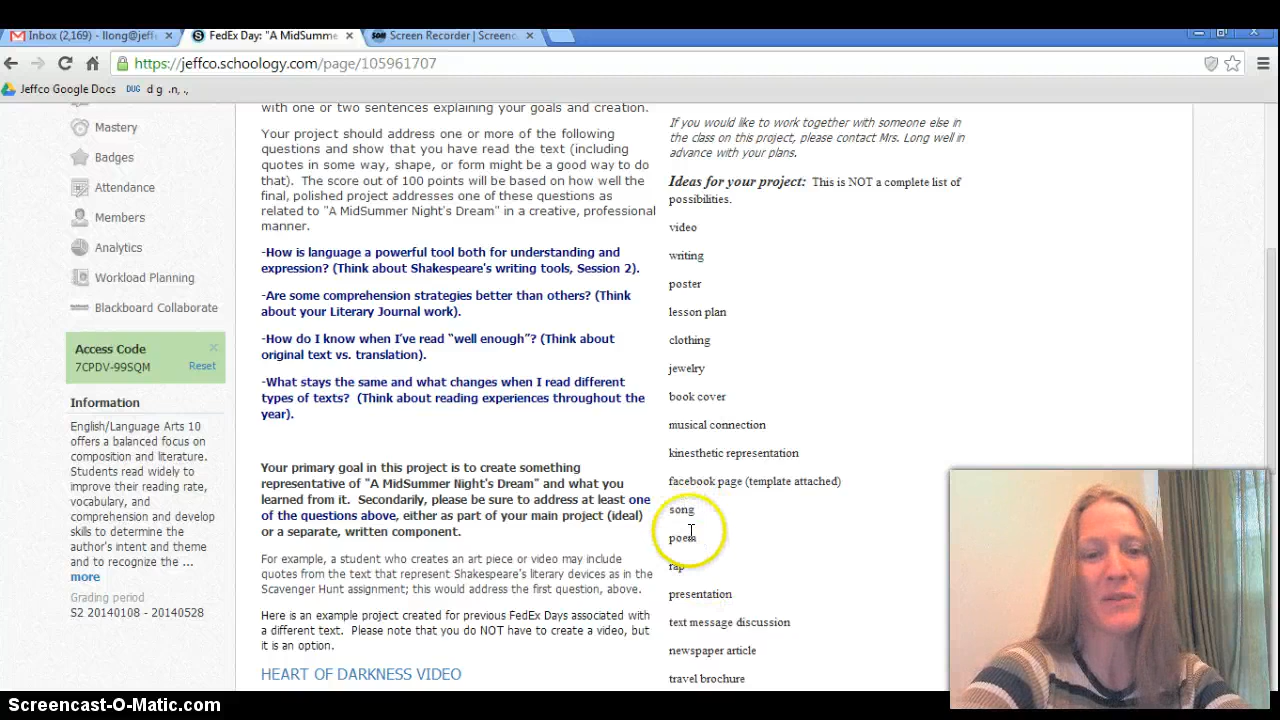 Inbox (2,169) - llong@jeff
FedEx Day: "A MidSumme
Screen Recorder | Screenc
https://jeffco.schoology.com/page/105961707
Jeffco Google Docs
DUG
d g .n, .,
Mastery
Badges
Attendance
Members
Analytics
Workload Planning
Blackboard Collaborate
Access Code
7CPDV-99SQM
Reset
Information
English/Language Arts 10
offers a balanced focus on
composition and literature.
Students read widely to
improve their reading rate,
vocabulary, and
comprehension and develop
skills to determine the
author's intent and theme
and to recognize the ...
more
Grading period
S2 20140108 - 20140528
with one or two sentences explaining your goals and creation.
Your project should address one or more of the following
questions and show that you have read the text (including
quotes in some way, shape, or form might be a good way to do
that). The score out of 100 points will be based on how well the
final, polished project addresses one of these questions as
related to "A MidSummer Night's Dream" in a creative, professional
manner.
-How is language a powerful tool both for understanding and
expression? (Think about Shakespeare's writing tools, Session 2).
-Are some comprehension strategies better than others? (Think
about your Literary Journal work).
-How do I know when I've read "well enough"? (Think about
original text vs. translation).
-What stays the same and what changes when I read different
types of texts? (Think about reading experiences throughout the
year).
Your primary goal in this project is to create something
representative of "A MidSummer Night's Dream" and what you
learned from it. Secondarily, please be sure to address at least one
of the questions above, either as part of your main project (ideal)
or a separate, written component.
For example, a student who creates an art piece or video may include
quotes from the text that represent Shakespeare's literary devices as in the
Scavenger Hunt assignment; this would address the first question, above.
Here is an example project created for previous FedEx Days associated with
a different text. Please note that you do NOT have to create a video, but
it is an option.
HEART OF DARKNESS VIDEO
If you would like to work together with someone else in
the class on this project, please contact Mrs. Long well in
advance with your plans.
Ideas for your project: This is NOT a complete list of
possibilities.
video
writing
poster
lesson plan
clothing
jewelry
book cover
musical connection
kinesthetic representation
facebook page (template attached)
song
poem
rap
presentation
text message discussion
newspaper article
travel brochure
Screencast-O-Matic.com